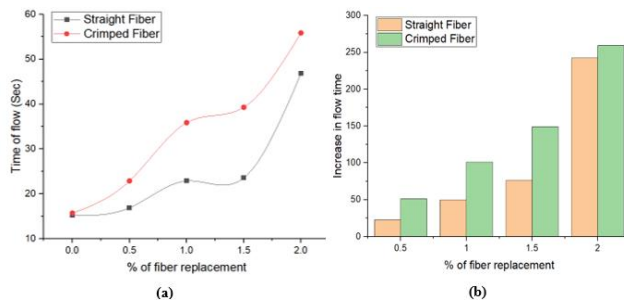 Straight Fiber
Crimped Fiber
Time of flow (Sec)
60
50
40
30
20
10
0.0 0.5 1.0 1.5 2.0
% of fiber replacement
(a)
Straight Fiber
Crimped Fiber
Increase in flow time
300
250
200
150
100
50
0
0.5 1 1.5 2
% of fiber replacement
(b)